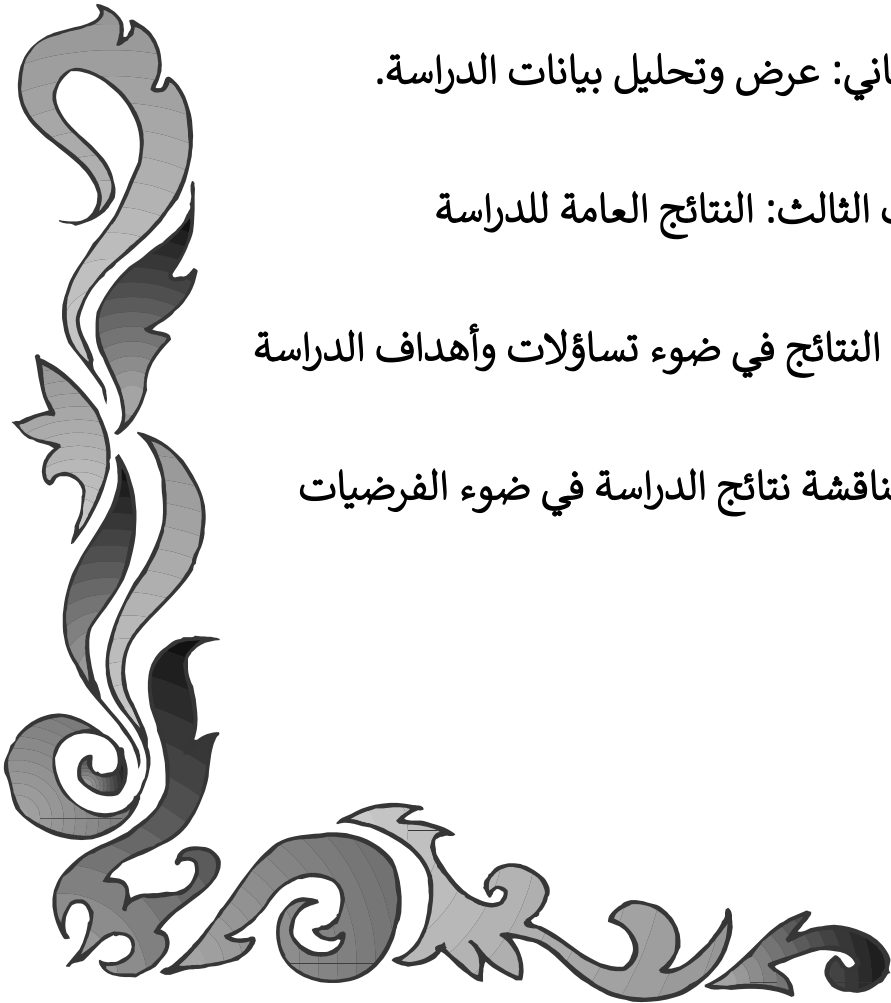 عرض وتحليل بيانات الدراسة.
الثالث: النتائج العامة للدراسة
النتائج في ضوء تساؤلات وأهداف الدراسة
نتائج الدراسة في ضوء الفرضيات